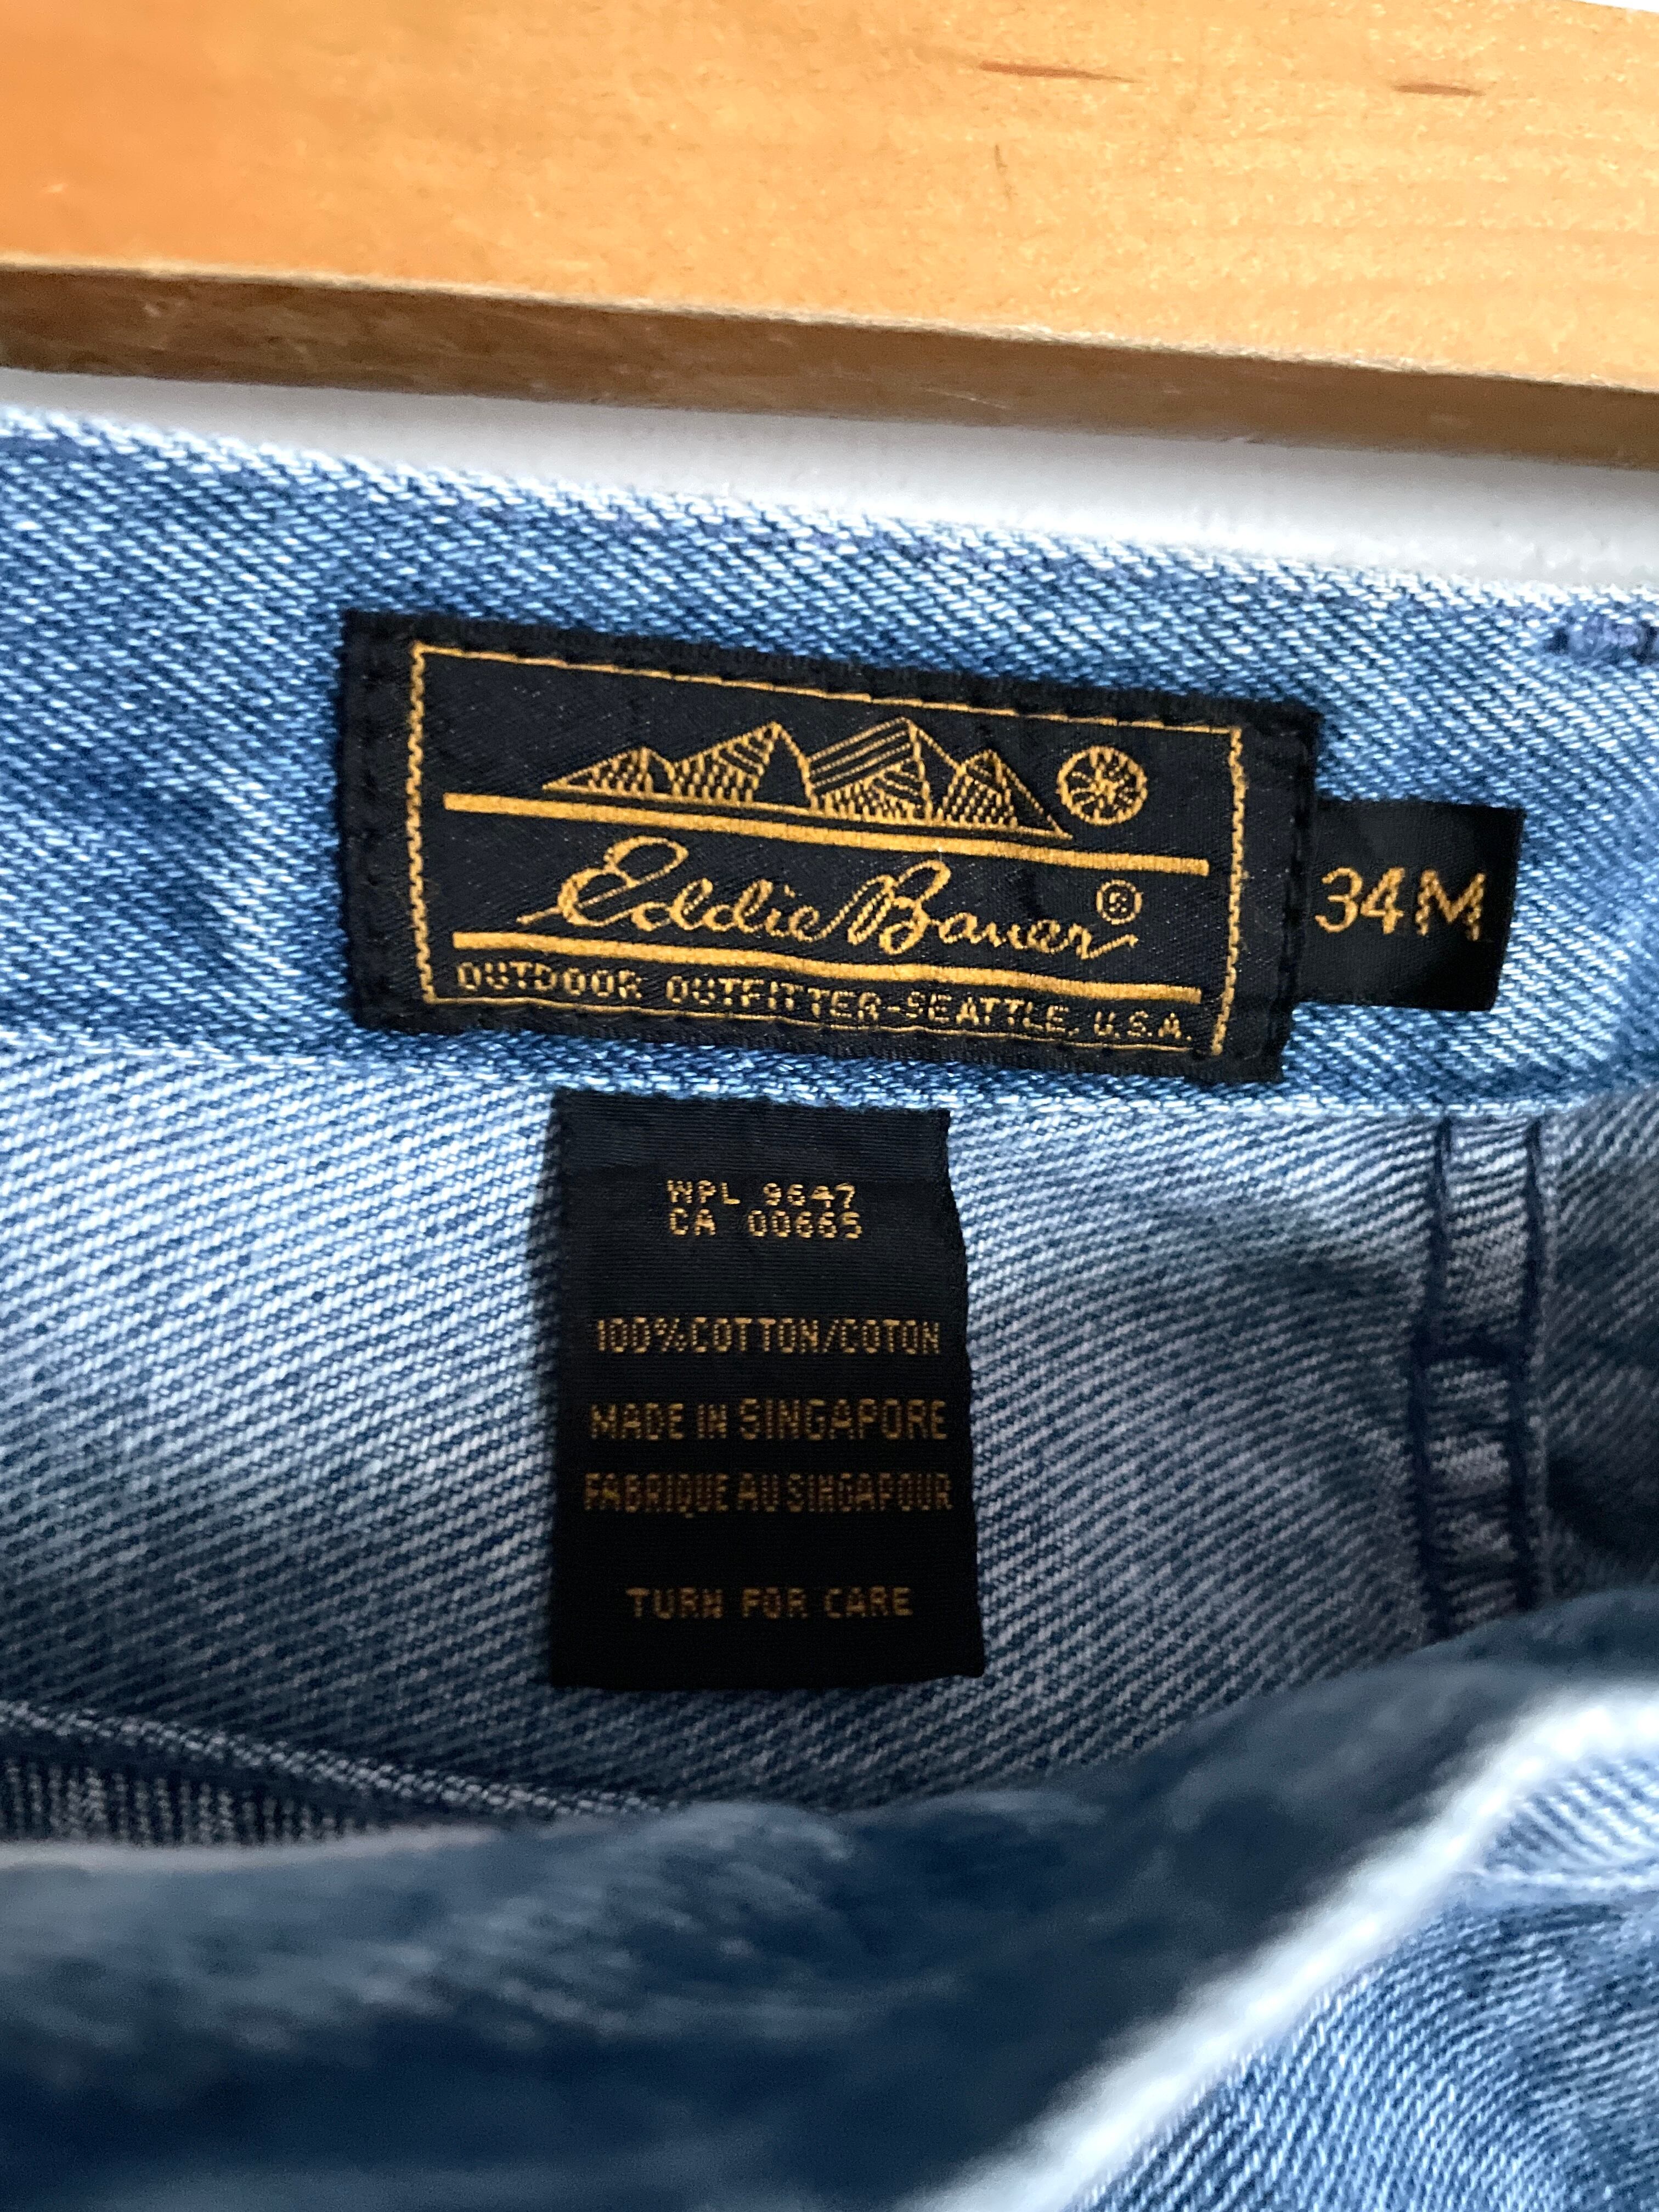 Eddie Bauer®
OUTDOOR OUTFITTER-SEATTLE, U.S.A.
34M
WPL 9647
CA 00665
100%COTTON/COTON
MADE IN SINGAPORE
FABRIQUE AU SINGAPOUR
TURN FOR CARE